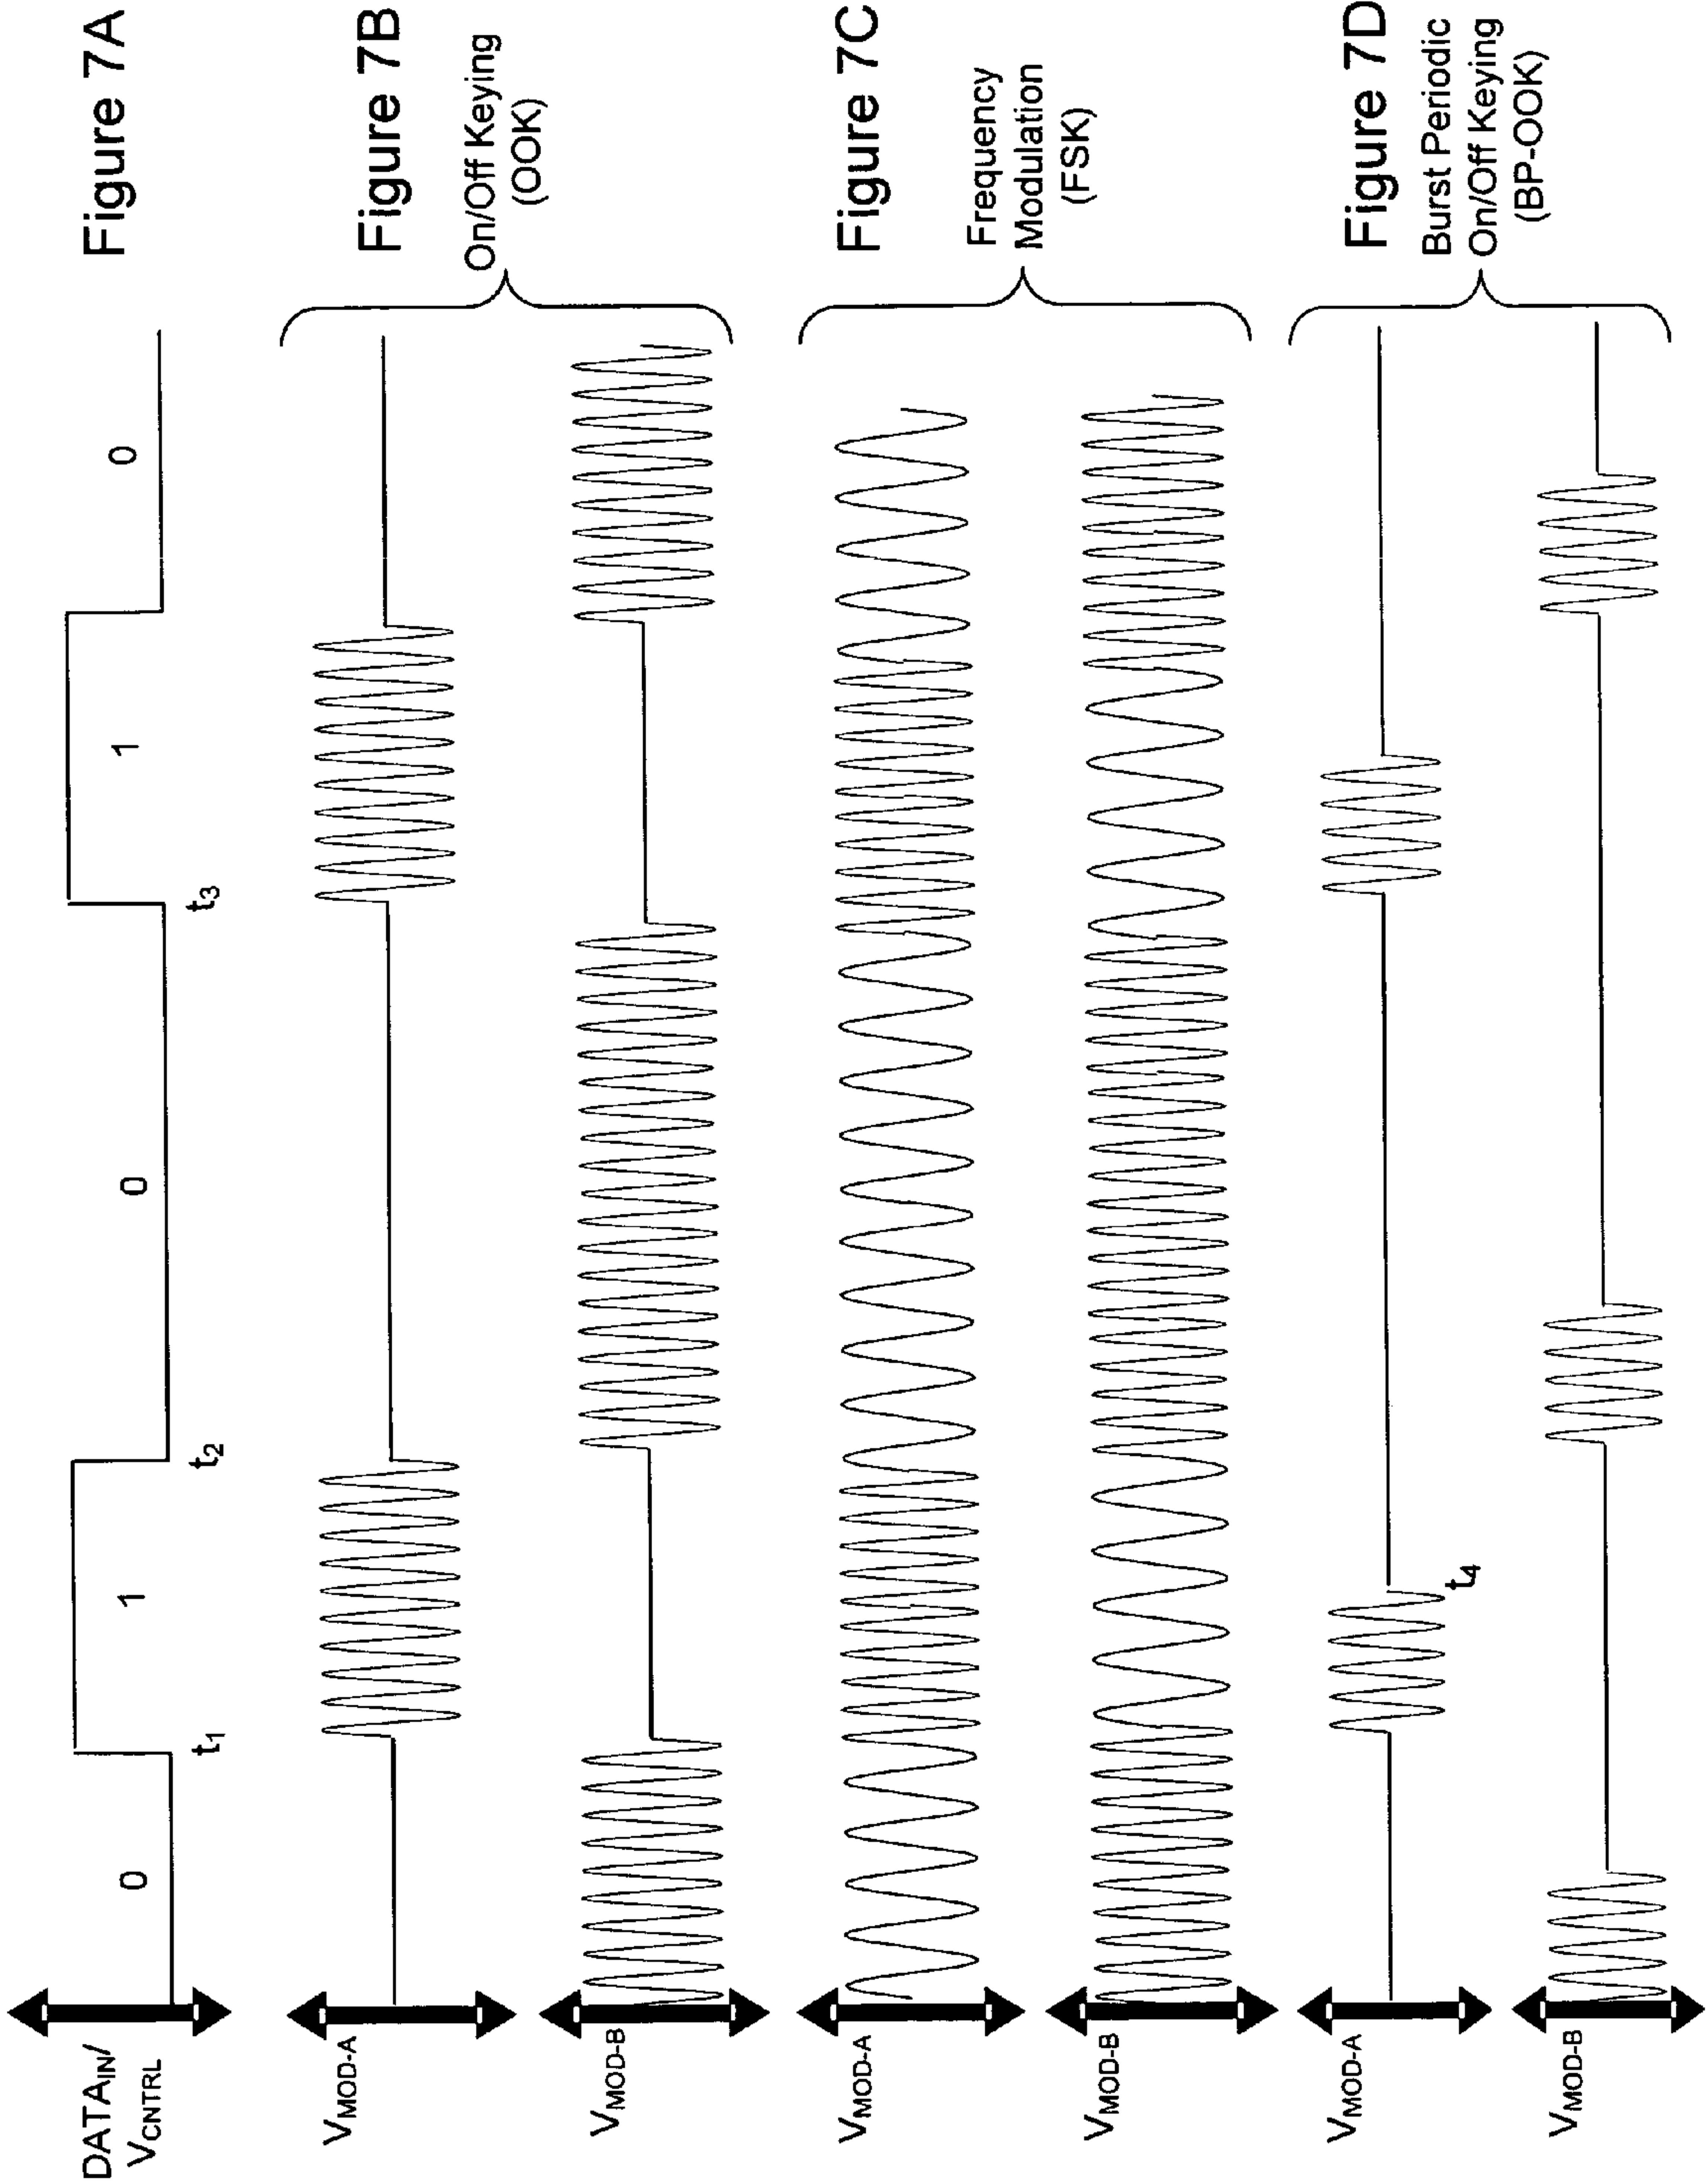 Figure 7A
DATAIN/
VCNTRL
0
1
0
1
0
t1
t2
t3
Figure 7B
On/Off Keying
(OOK)
VMOD-A
VMOD-B
Figure 7C
Frequency
Modulation
(FSK)
VMOD-A
VMOD-B
Figure 7D
Burst Periodic
On/Off Keying
(BP-OOK)
VMOD-A
t4
VMOD-B